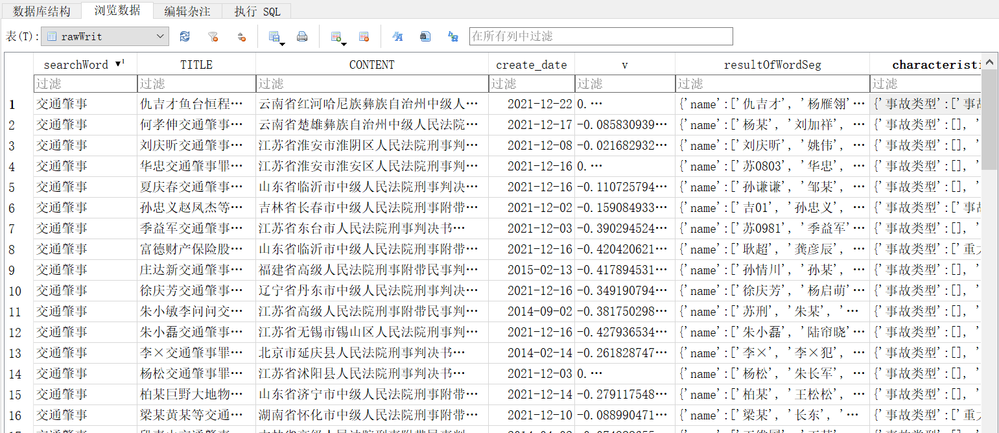 数据库结构 浏览数据 编辑杂注 执行 SQL
表(T): rawWrit 在所有列中过滤
searchWord TITLE CONTENT create_date v resultOfWordSeg characteristi
过滤 过滤 过滤 过滤 过滤 过滤 过滤
1 交通肇事 仇吉才鱼台恒程… 云南省红河哈尼族彝族自治州中级人… 2021-12-22 0.… {'name':['仇吉才', '杨雁翎'… {'事故类型':['事故
2 交通肇事 何孝伸交通肇事… 云南省楚雄彝族自治州中级人民法院… 2021-12-17 -0.085830939… {'name':['杨某', '刘加祥', … {'事故类型':[], '
3 交通肇事 刘庆昕交通肇事… 江苏省淮安市淮阴区人民法院刑事判… 2021-12-08 -0.021682932… {'name':['刘庆昕', '姚伟', … {'事故类型':[], '
4 交通肇事 华忠交通肇事罪… 江苏省淮安市淮安区人民法院刑事判… 2021-12-16 0.… {'name':['苏0803', '华忠', … {'事故类型':[], '
5 交通肇事 夏庆春交通肇事… 山东省临沂市中级人民法院刑事判决… 2021-12-16 -0.110725794… {'name':['孙谦谦', '邹某', … {'事故类型':[], '
6 交通肇事 孙忠义赵凤杰等… 吉林省长春市中级人民法院刑事附带… 2021-12-02 -0.159084933… {'name':['吉01', '孙忠义', … {'事故类型':['事故
7 交通肇事 季益军交通肇事… 江苏省东台市人民法院刑事判决书… 2021-12-03 -0.390294524… {'name':['苏0981', '季益军'… {'事故类型':[], '
8 交通肇事 富德财产保险股… 山东省临沂市中级人民法院刑事附带… 2021-12-16 -0.420420621… {'name':['耿超', '龚彦辰', … {'事故类型':['重大
9 交通肇事 庄达新交通肇事… 福建省高级人民法院刑事附带民事判… 2015-02-13 -0.417894531… {'name':['孙情川', '孙某', … {'事故类型':[], '
10 交通肇事 徐庆芳交通肇事… 辽宁省丹东市中级人民法院刑事判决… 2021-12-16 -0.349190794… {'name':['徐庆芳', '杨启萌'… {'事故类型':[], '
11 交通肇事 朱小敏李问问交… 江苏省高级人民法院刑事附带民事判… 2014-09-02 -0.381750298… {'name':['苏刑', '朱某', '… {'事故类型':[], '
12 交通肇事 朱小磊交通肇事… 江苏省无锡市锡山区人民法院刑事判… 2021-12-16 -0.427936534… {'name':['朱小磊', '陆帘晓'… {'事故类型':[], '
13 交通肇事 李×交通肇事罪… 北京市延庆县人民法院刑事判决书… 2014-02-14 -0.261828747… {'name':['李×', '李×犯', … {'事故类型':[], '
14 交通肇事 杨松交通肇事罪… 江苏省沭阳县人民法院刑事判决书… 2021-12-03 0.… {'name':['杨松', '朱长军', … {'事故类型':[], '
15 交通肇事 柏某巨野大地物… 山东省济宁市中级人民法院刑事附带… 2021-12-14 -0.279117548… {'name':['柏某', '王松松', … {'事故类型':[], '
16 交通肇事 梁某黄某等交通… 湖南省怀化市中级人民法院刑事附带… 2021-12-10 -0.088990471… {'name':['梁某', '长东', '… {'事故类型':['重大